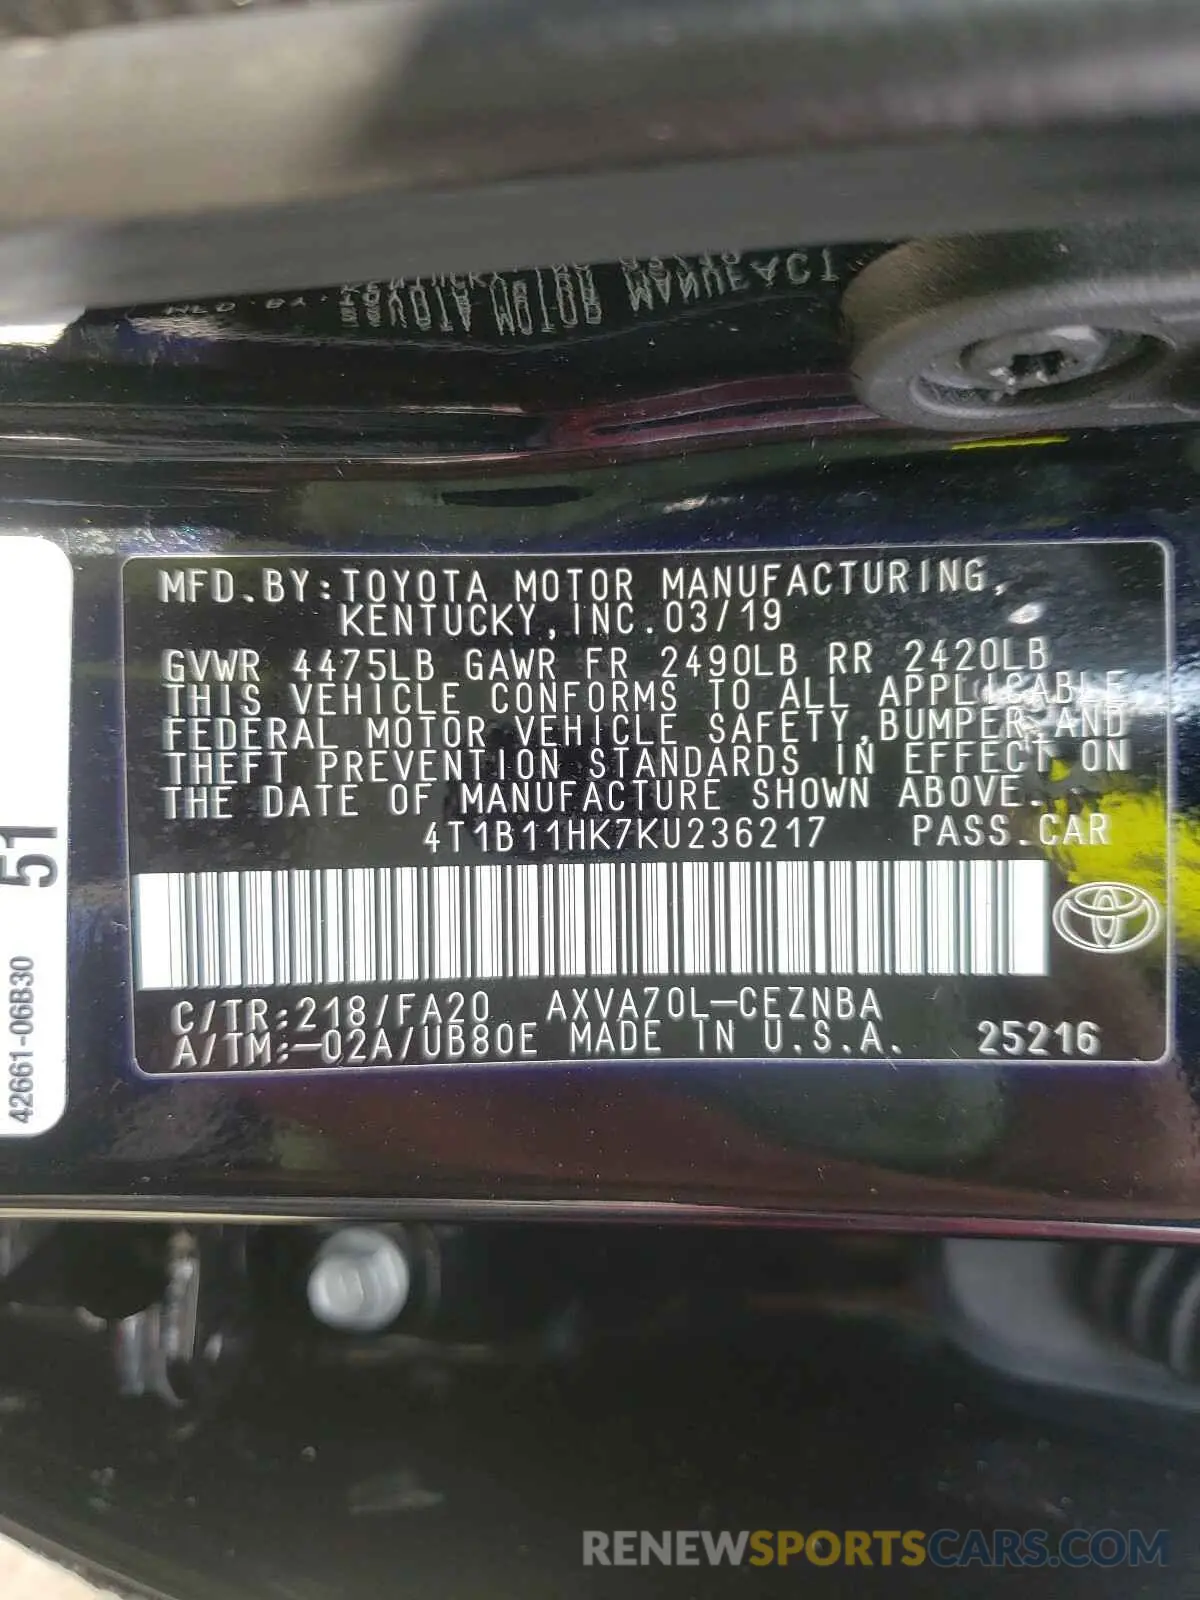 MFD.BY:TOYOTA MOTOR MANUFACTURING,
KENTUCKY,INC.03/19
GVWR 4475LB GAWR FR 2490LB RR 2420LB
THIS VEHICLE CONFORMS TO ALL APPLICABLE
FEDERAL MOTOR VEHICLE SAFETY,BUMPER,AND
THEFT PREVENTION STANDARDS IN EFFECT ON
THE DATE OF MANUFACTURE SHOWN ABOVE.
4T1B11HK7KU236217 PASS.CAR
C/TR:218/FA20 AXVA70L-CEZNBA
A/TM:-02A/UB80E MADE IN U.S.A. 25216
51
42661-06B30
RENEWSPORTSCARS.COM